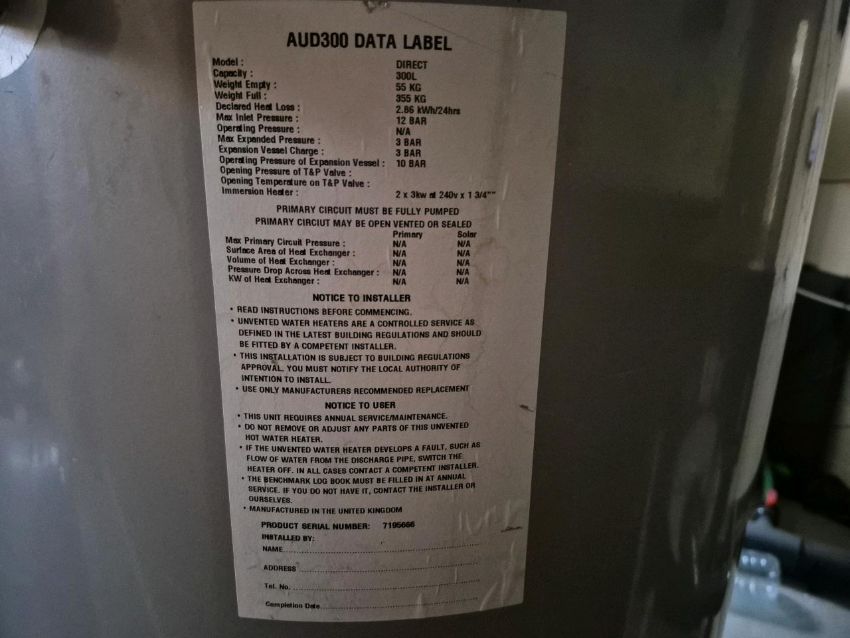 AUD300 DATA LABEL
Model : DIRECT
Capacity : 300L
Weight Empty : 55 KG
Weight Full : 355 KG
Declared Heat Loss : 2.86 kWh/24hrs
Max Inlet Pressure : 12 BAR
Operating Pressure : N/A
Max Expanded Pressure : 3 BAR
Expansion Vessel Charge : 3 BAR
Operating Pressure of Expansion Vessel : 10 BAR
Opening Pressure of T&P Valve :
Opening Temperature on T&P Valve :
Immersion Heater : 2 x 3kw at 240v x 1 3/4""
PRIMARY CIRCUIT MUST BE FULLY PUMPED
PRIMARY CIRCIUT MAY BE OPEN VENTED OR SEALED
Primary Solar
Max Primary Circuit Pressure : N/A N/A
Surface Area of Heat Exchanger : N/A N/A
Volume of Heat Exchanger : N/A N/A
Pressure Drop Across Heat Exchanger : N/A N/A
KW of Heat Exchanger : N/A N/A
NOTICE TO INSTALLER
• READ INSTRUCTIONS BEFORE COMMENCING.
• UNVENTED WATER HEATERS ARE A CONTROLLED SERVICE AS
DEFINED IN THE LATEST BUILDING REGULATIONS AND SHOULD
BE FITTED BY A COMPETENT INSTALLER.
• THIS INSTALLATION IS SUBJECT TO BUILDING REGULATIONS
APPROVAL, YOU MUST NOTIFY THE LOCAL AUTHORITY OF
INTENTION TO INSTALL.
• USE ONLY MANUFACTURERS RECOMMENDED REPLACEMENT
NOTICE TO USER
• THIS UNIT REQUIRES ANNUAL SERVICE/MAINTENANCE.
• DO NOT REMOVE OR ADJUST ANY PARTS OF THIS UNVENTED
HOT WATER HEATER.
• IF THE UNVENTED WATER HEATER DEVELOPS A FAULT, SUCH AS
FLOW OF WATER FROM THE DISCHARGE PIPE, SWITCH THE
HEATER OFF. IN ALL CASES CONTACT A COMPETENT INSTALLER.
• THE BENCHMARK LOG BOOK MUST BE FILLED IN AT ANNUAL
SERVICE. IF YOU DO NOT HAVE IT, CONTACT THE INSTALLER OR
OURSELVES.
• MANUFACTURED IN THE UNITED KINGDOM
PRODUCT SERIAL NUMBER: 7195666
INSTALLED BY:
NAME
ADDRESS
Tel. No.
Completion Date